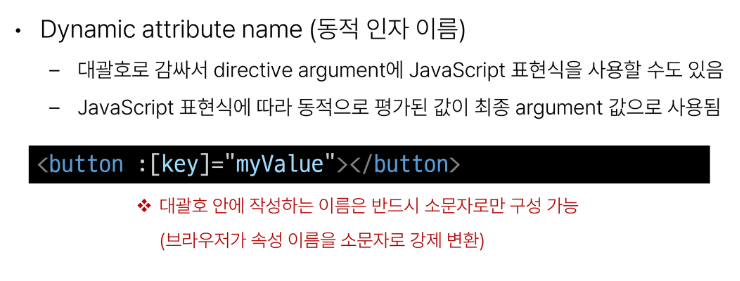 • Dynamic attribute name (동적 인자 이름)
– 대괄호로 감싸서 directive argument에 JavaScript 표현식을 사용할 수도 있음
– JavaScript 표현식에 따라 동적으로 평가된 값이 최종 argument 값으로 사용됨
<button :[key]="myValue"></button>
❖ 대괄호 안에 작성하는 이름은 반드시 소문자로만 구성 가능
(브라우저가 속성 이름을 소문자로 강제 변환)